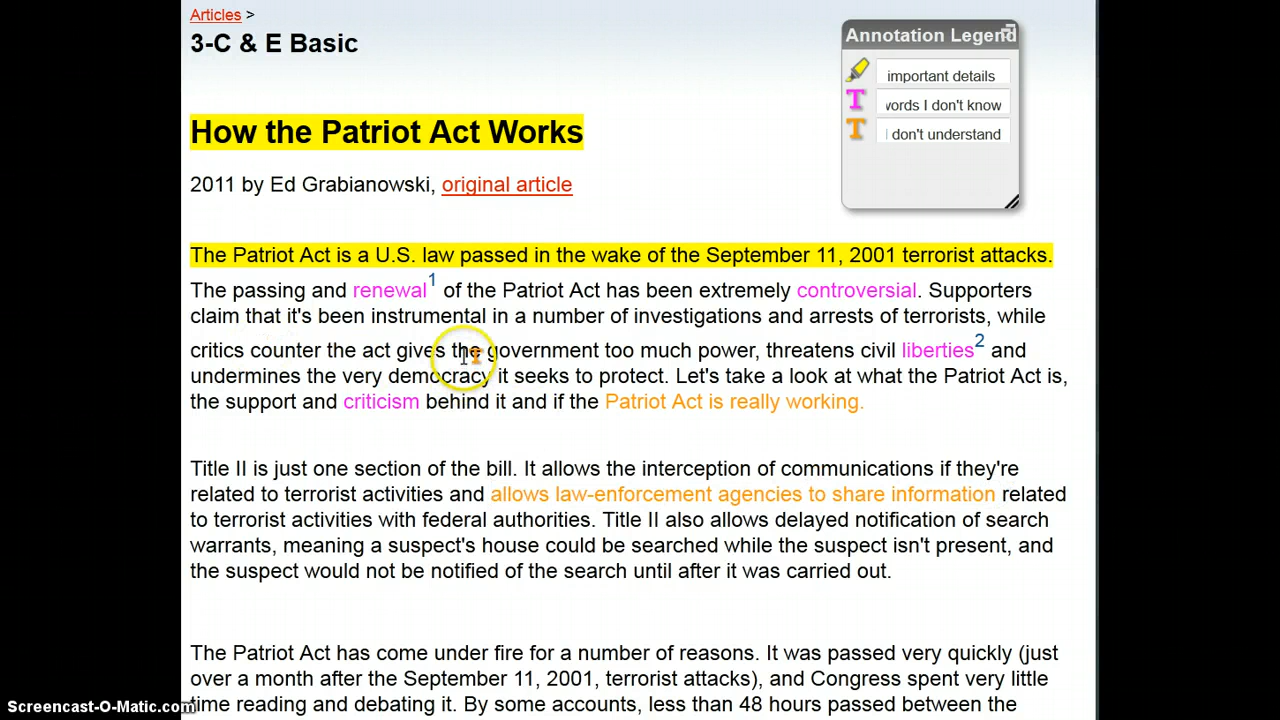 Articles >
3-C & E Basic
Annotation Legend
important details
words I don't know
I don't understand
How the Patriot Act Works
2011 by Ed Grabianowski, original article
The Patriot Act is a U.S. law passed in the wake of the September 11, 2001 terrorist attacks.
The passing and renewal1 of the Patriot Act has been extremely controversial. Supporters
claim that it's been instrumental in a number of investigations and arrests of terrorists, while
critics counter the act gives the government too much power, threatens civil liberties2 and
undermines the very democracy it seeks to protect. Let's take a look at what the Patriot Act is,
the support and criticism behind it and if the Patriot Act is really working.
Title II is just one section of the bill. It allows the interception of communications if they're
related to terrorist activities and allows law-enforcement agencies to share information related
to terrorist activities with federal authorities. Title II also allows delayed notification of search
warrants, meaning a suspect's house could be searched while the suspect isn't present, and
the suspect would not be notified of the search until after it was carried out.
The Patriot Act has come under fire for a number of reasons. It was passed very quickly (just
over a month after the September 11, 2001, terrorist attacks), and Congress spent very little
time reading and debating it. By some accounts, less than 48 hours passed between the
Screencast-O-Matic.com